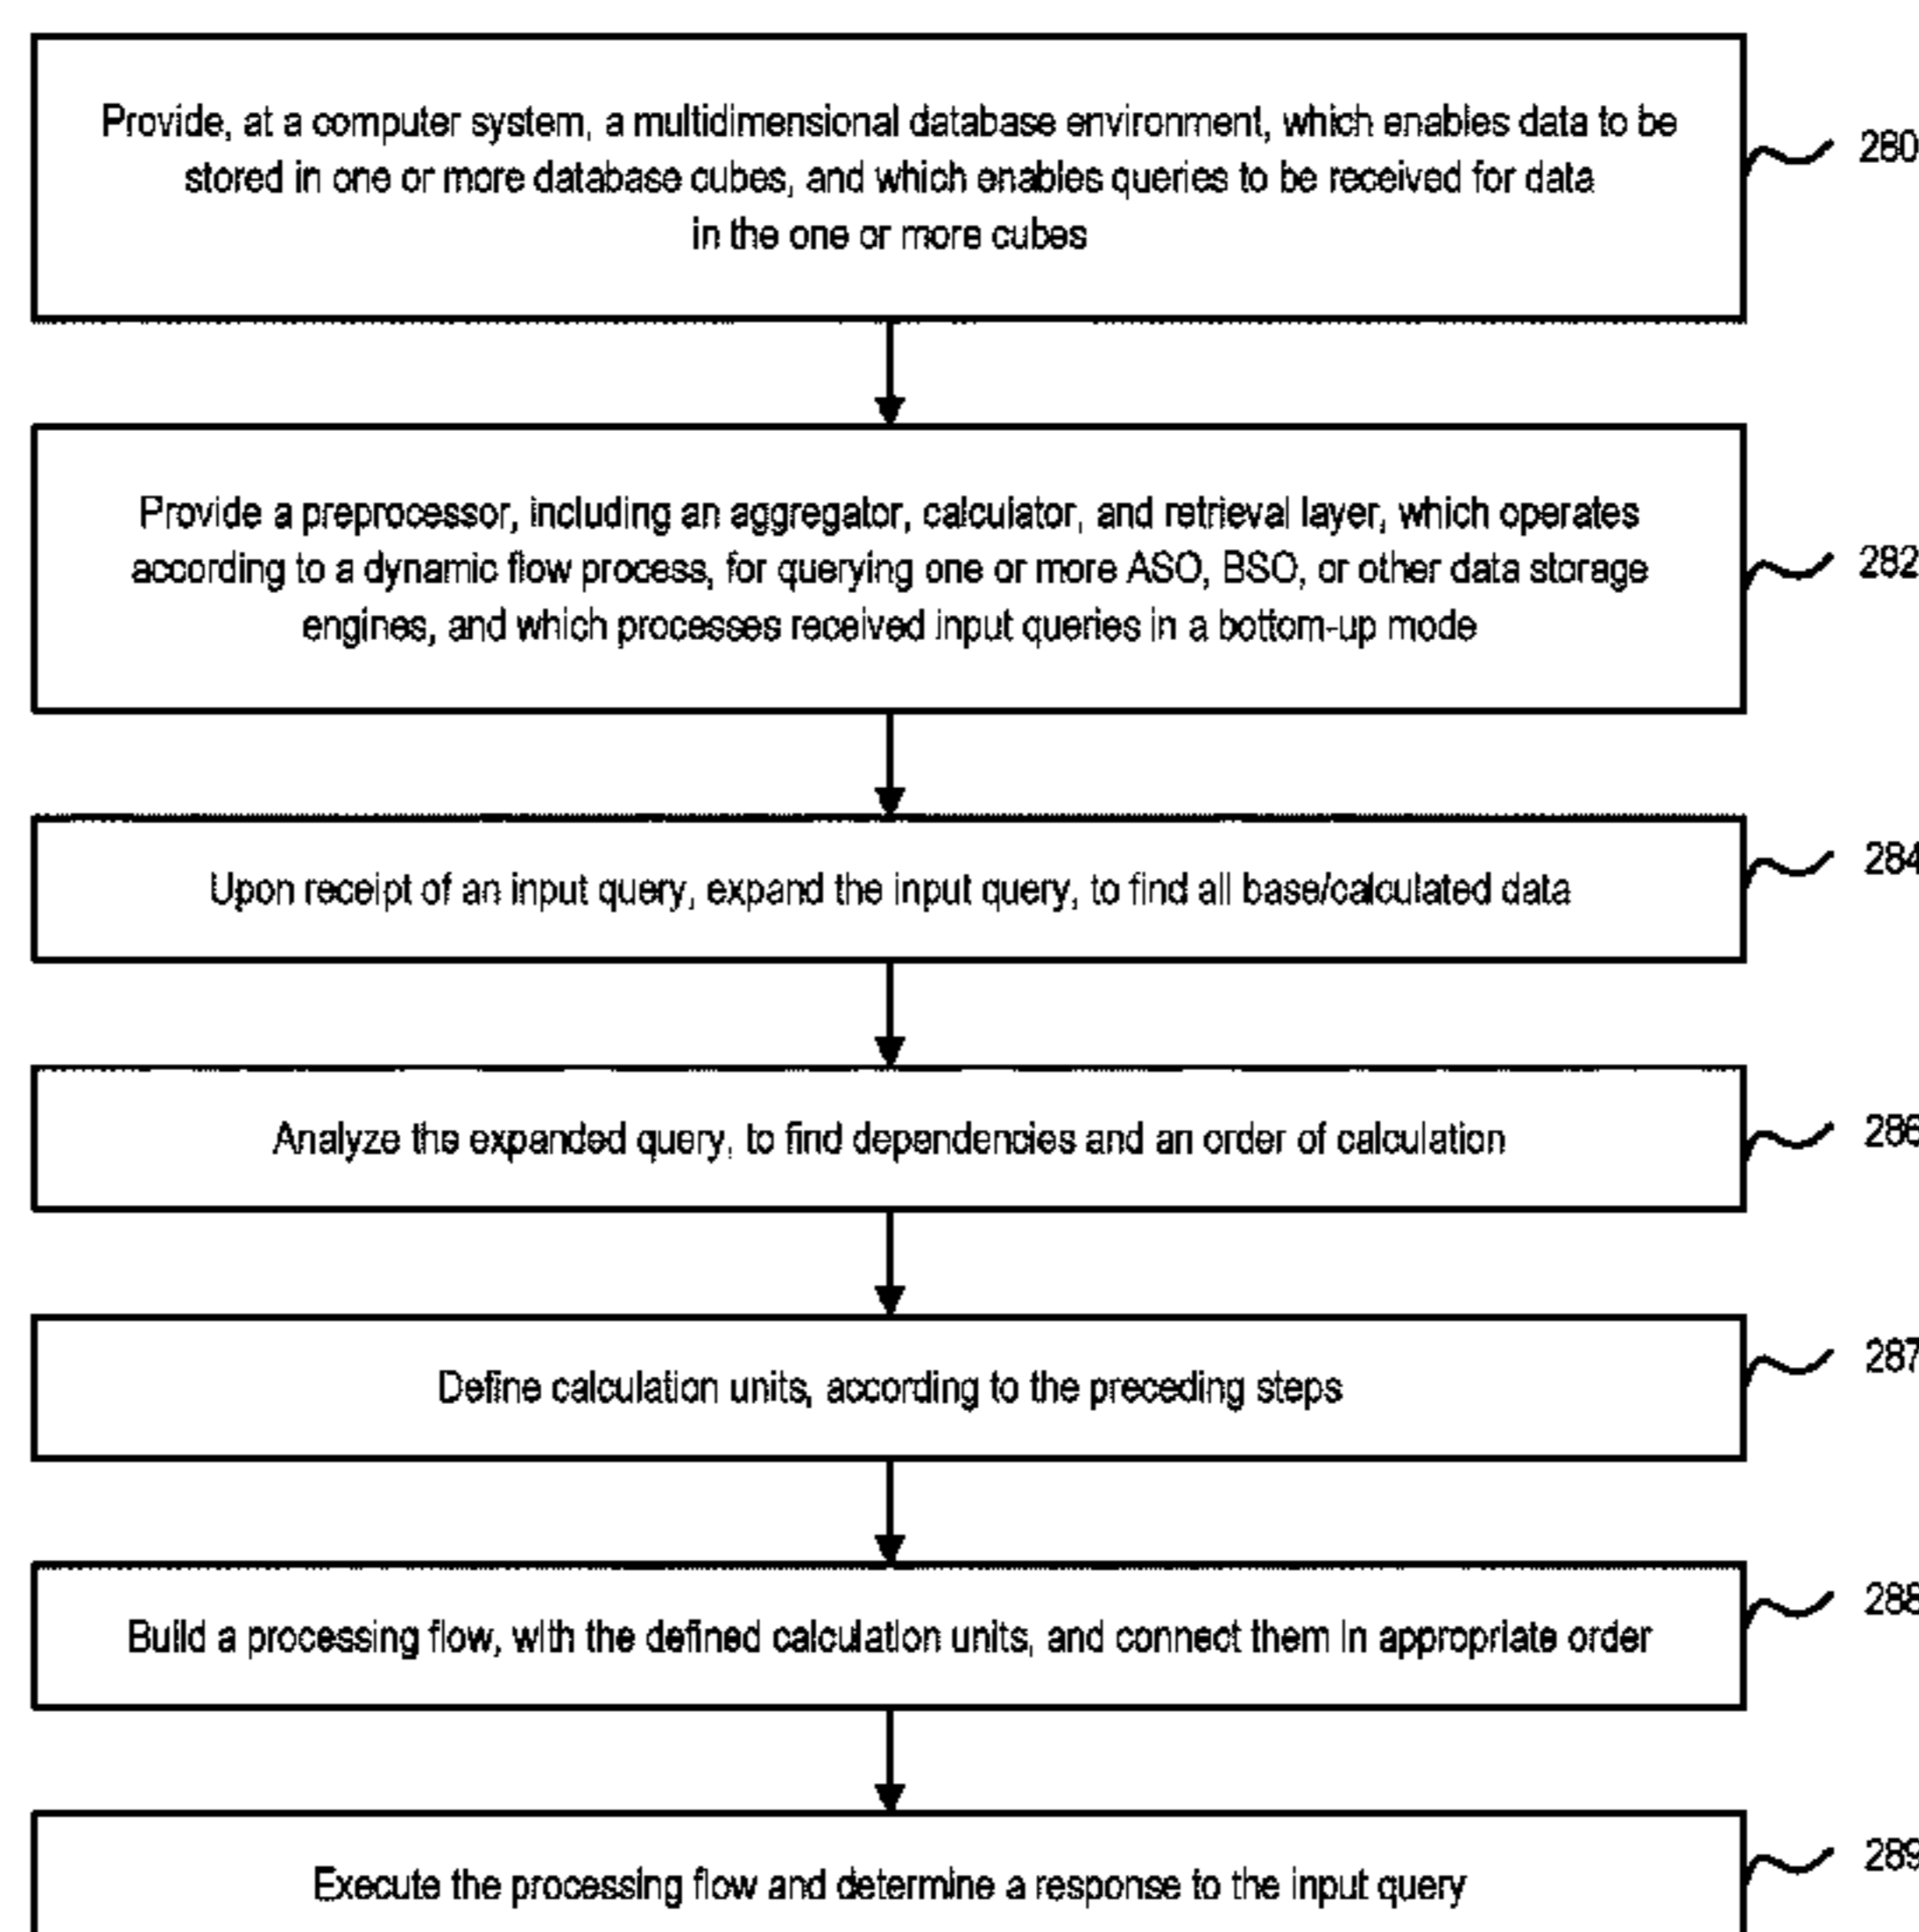 Provide, at a computer system, a multidimensional database environment, which enables data to be
stored in one or more database cubes, and which enables queries to be received for data
in the one or more cubes
280
Provide a preprocessor, including an aggregator, calculator, and retrieval layer, which operates
according to a dynamic flow process, for querying one or more ASO, BSO, or other data storage
engines, and which processes received input queries in a bottom-up mode
282
Upon receipt of an input query, expand the input query, to find all base/calculated data
284
Analyze the expanded query, to find dependencies and an order of calculation
286
Define calculation units, according to the preceding steps
287
Build a processing flow, with the defined calculation units, and connect them in appropriate order
288
Execute the processing flow and determine a response to the input query
289